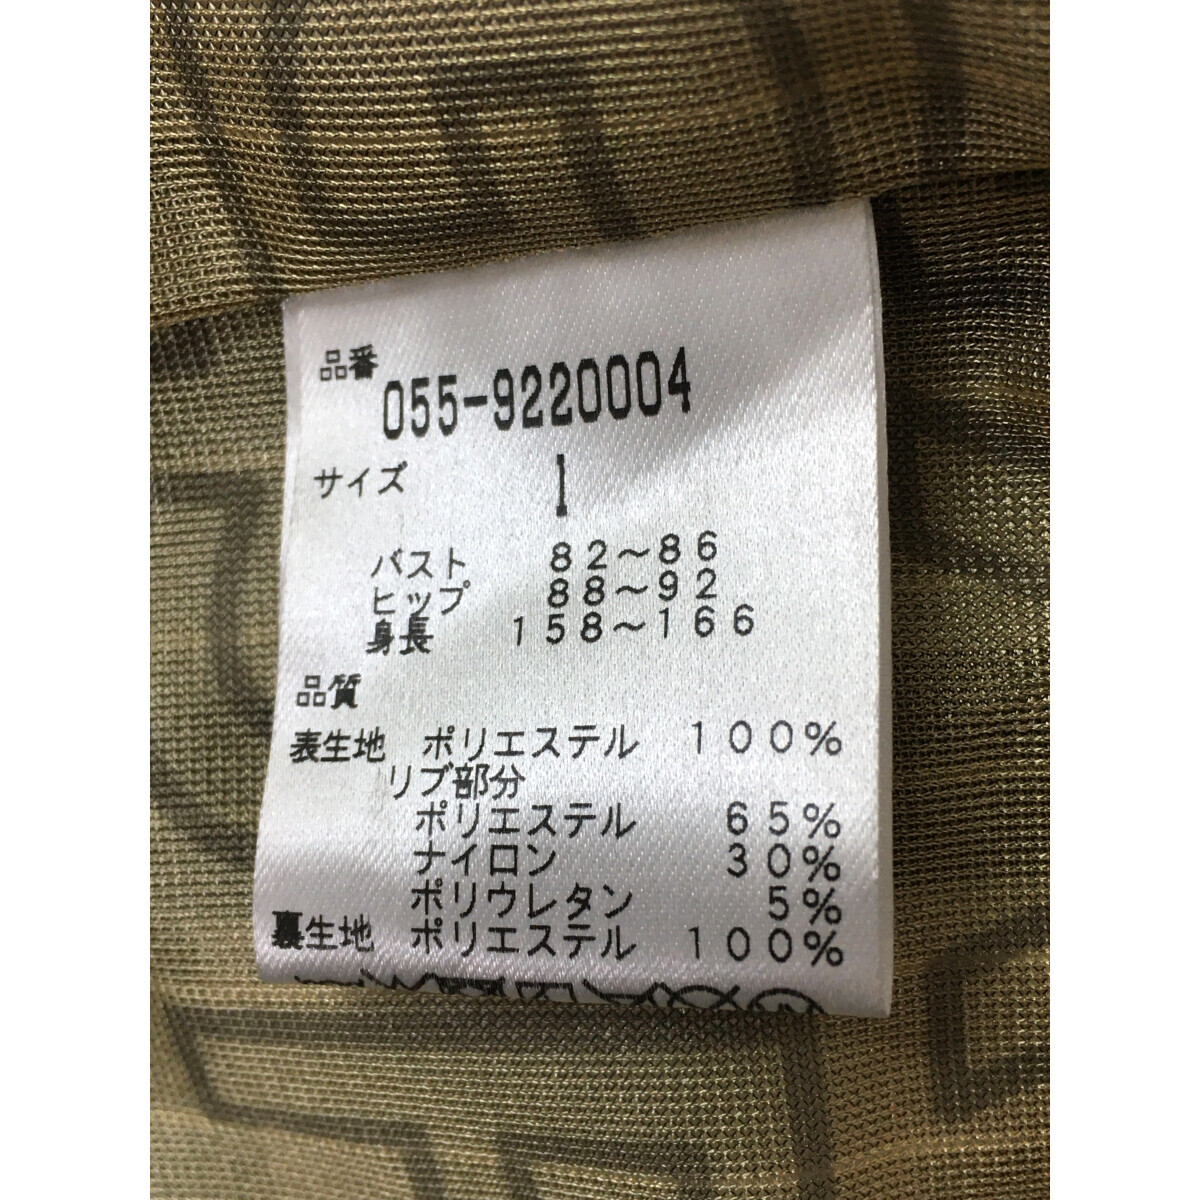 品番
055-9220004
サイズ 1
バスト 82～86
ヒップ 88～92
身長 158～166
品質
表生地 ポリエステル 100%
リブ部分
ポリエステル 65%
ナイロン 30%
ポリウレタン 5%
裏生地 ポリエステル 100%